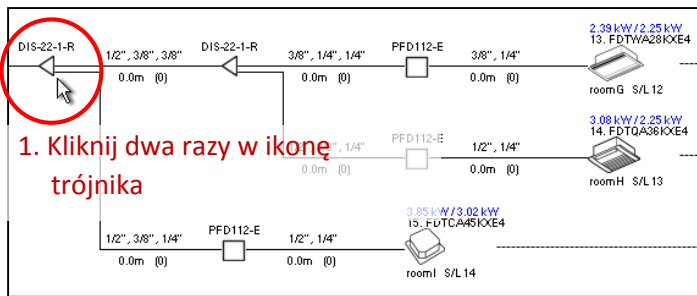 2.39 kW / 2.25 kW
13. FDTWA28KXE4
DIS-22-1-R 1/2", 3/8", 3/8" DIS-22-1-R 3/8", 1/4", 1/4" PFD112-E 3/8", 1/4"
0.0m (0) 0.0m (0) 0.0m (0)
roomG S/L 12
3.08 kW / 2.25 kW
14. FDTQA36KXE4
1. Kliknij dwa razy w ikonę
trójnika
1/4" PFD112-E 1/2", 1/4"
0.0m (0) 0.0m (0)
roomH S/L 13
3.85 kW / 3.02 kW
15. FDTCA45KXE4
1/2", 3/8", 1/4" PFD112-E 1/2", 1/4"
0.0m (0) 0.0m (0)
roomI S/L 14